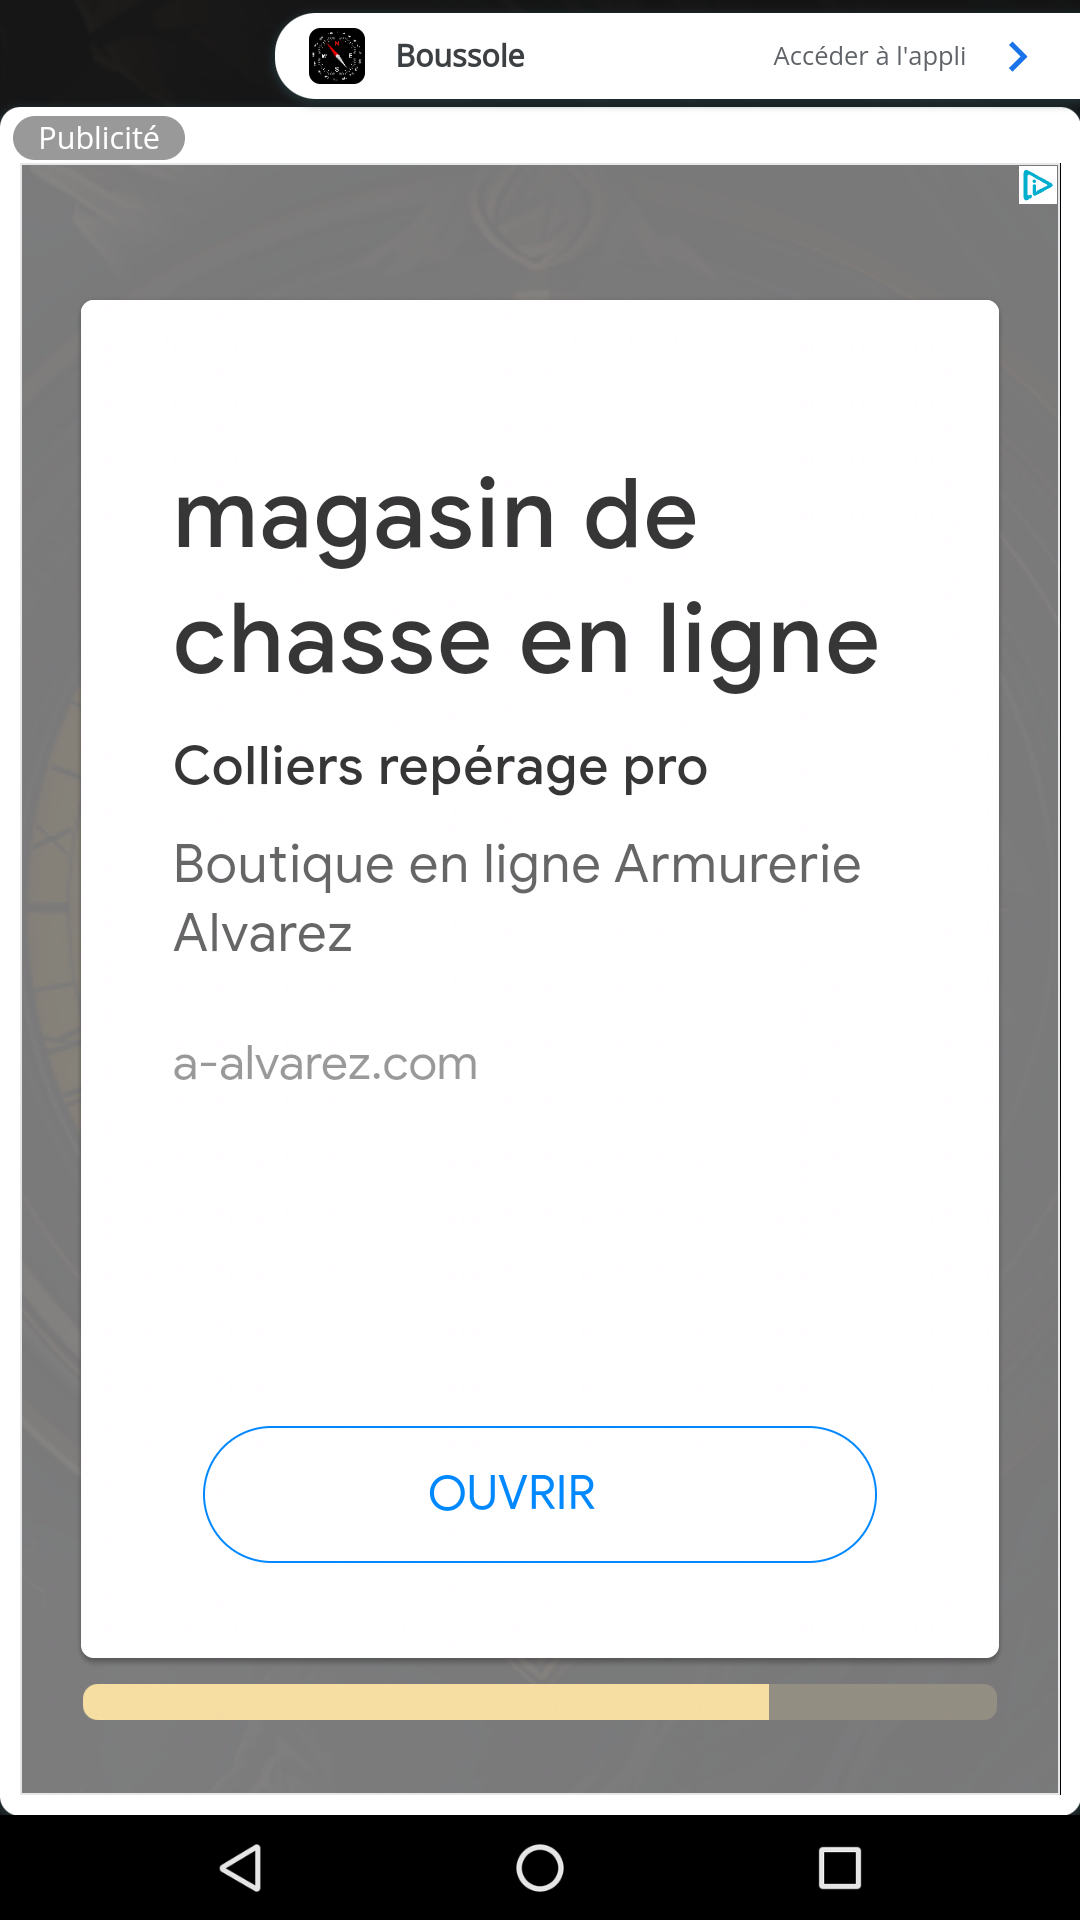 Boussole
Accéder à l'appli
Publicité
magasin de
chasse en ligne
Colliers repérage pro
Boutique en ligne Armurerie
Alvarez
a-alvarez.com
OUVRIR